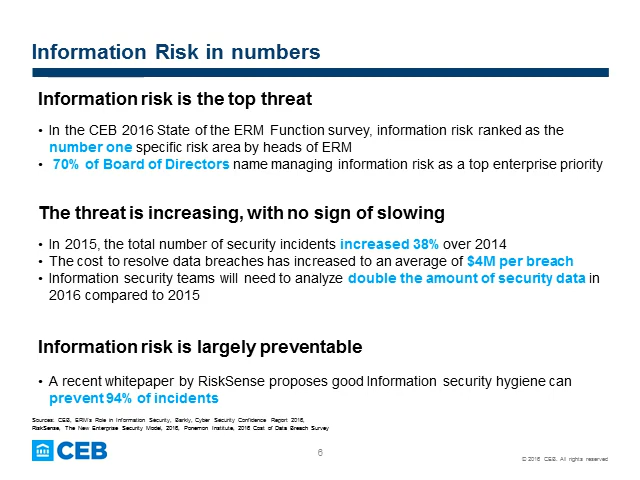 Information Risk in numbers
Information risk is the top threat
• In the CEB 2016 State of the ERM Function survey, information risk ranked as the
number one specific risk area by heads of ERM
• 70% of Board of Directors name managing information risk as a top enterprise priority
The threat is increasing, with no sign of slowing
• In 2015, the total number of security incidents increased 38% over 2014
• The cost to resolve data breaches has increased to an average of $4M per breach
• Information security teams will need to analyze double the amount of security data in
2016 compared to 2015
Information risk is largely preventable
• A recent whitepaper by RiskSense proposes good Information security hygiene can
prevent 94% of incidents
Sources: CEB, ERM's Role in Information Security, Barkly, Cyber Security Confidence Report 2016,
RiskSense, The New Enterprise Security Model, 2016, Ponemon Institute, 2016 Cost of Data Breach Survey
CEB
6
© 2016 CEB. All rights reserved